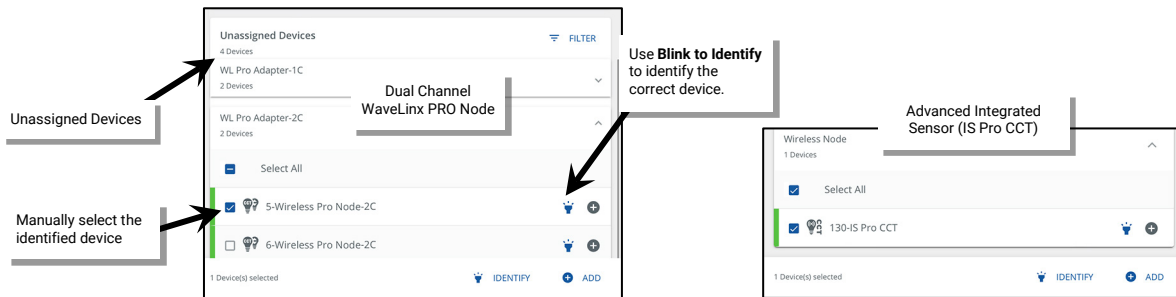 Unassigned Devices
4 Devices
FILTER
WL Pro Adapter-1C
2 Devices
Dual Channel
WaveLinx PRO Node
WL Pro Adapter-2C
2 Devices
Select All
5-Wireless Pro Node-2C
6-Wireless Pro Node-2C
1 Device(s) selected
IDENTIFY
ADD
Unassigned Devices
Manually select the
identified device
Use Blink to Identify
to identify the
correct device.
Advanced Integrated
Sensor (IS Pro CCT)
Wireless Node
1 Devices
Select All
CCT
130-IS Pro CCT
1 Device(s) selected
IDENTIFY
ADD